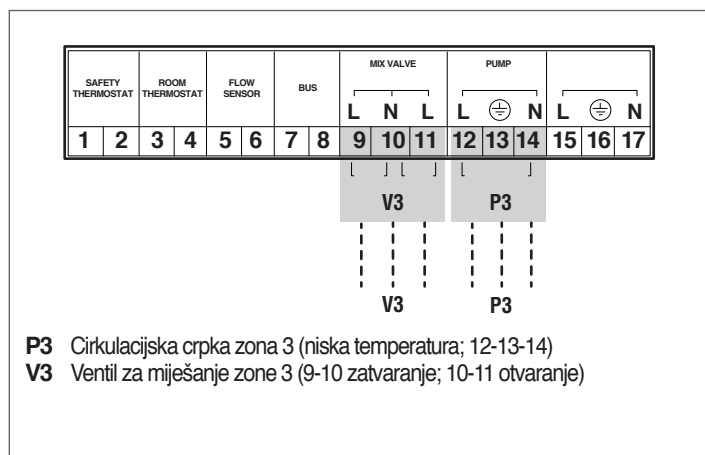 SAFETY THERMOSTAT
ROOM THERMOSTAT
FLOW SENSOR
BUS
MIX VALVE
PUMP
L N L L N L N
1 2 3 4 5 6 7 8 9 10 11 12 13 14 15 16 17
V3 P3
V3 P3
P3 Cirkulacijska crpka zona 3 (niska temperatura; 12-13-14)
V3 Ventil za miješanje zone 3 (9-10 zatvaranje; 10-11 otvaranje)